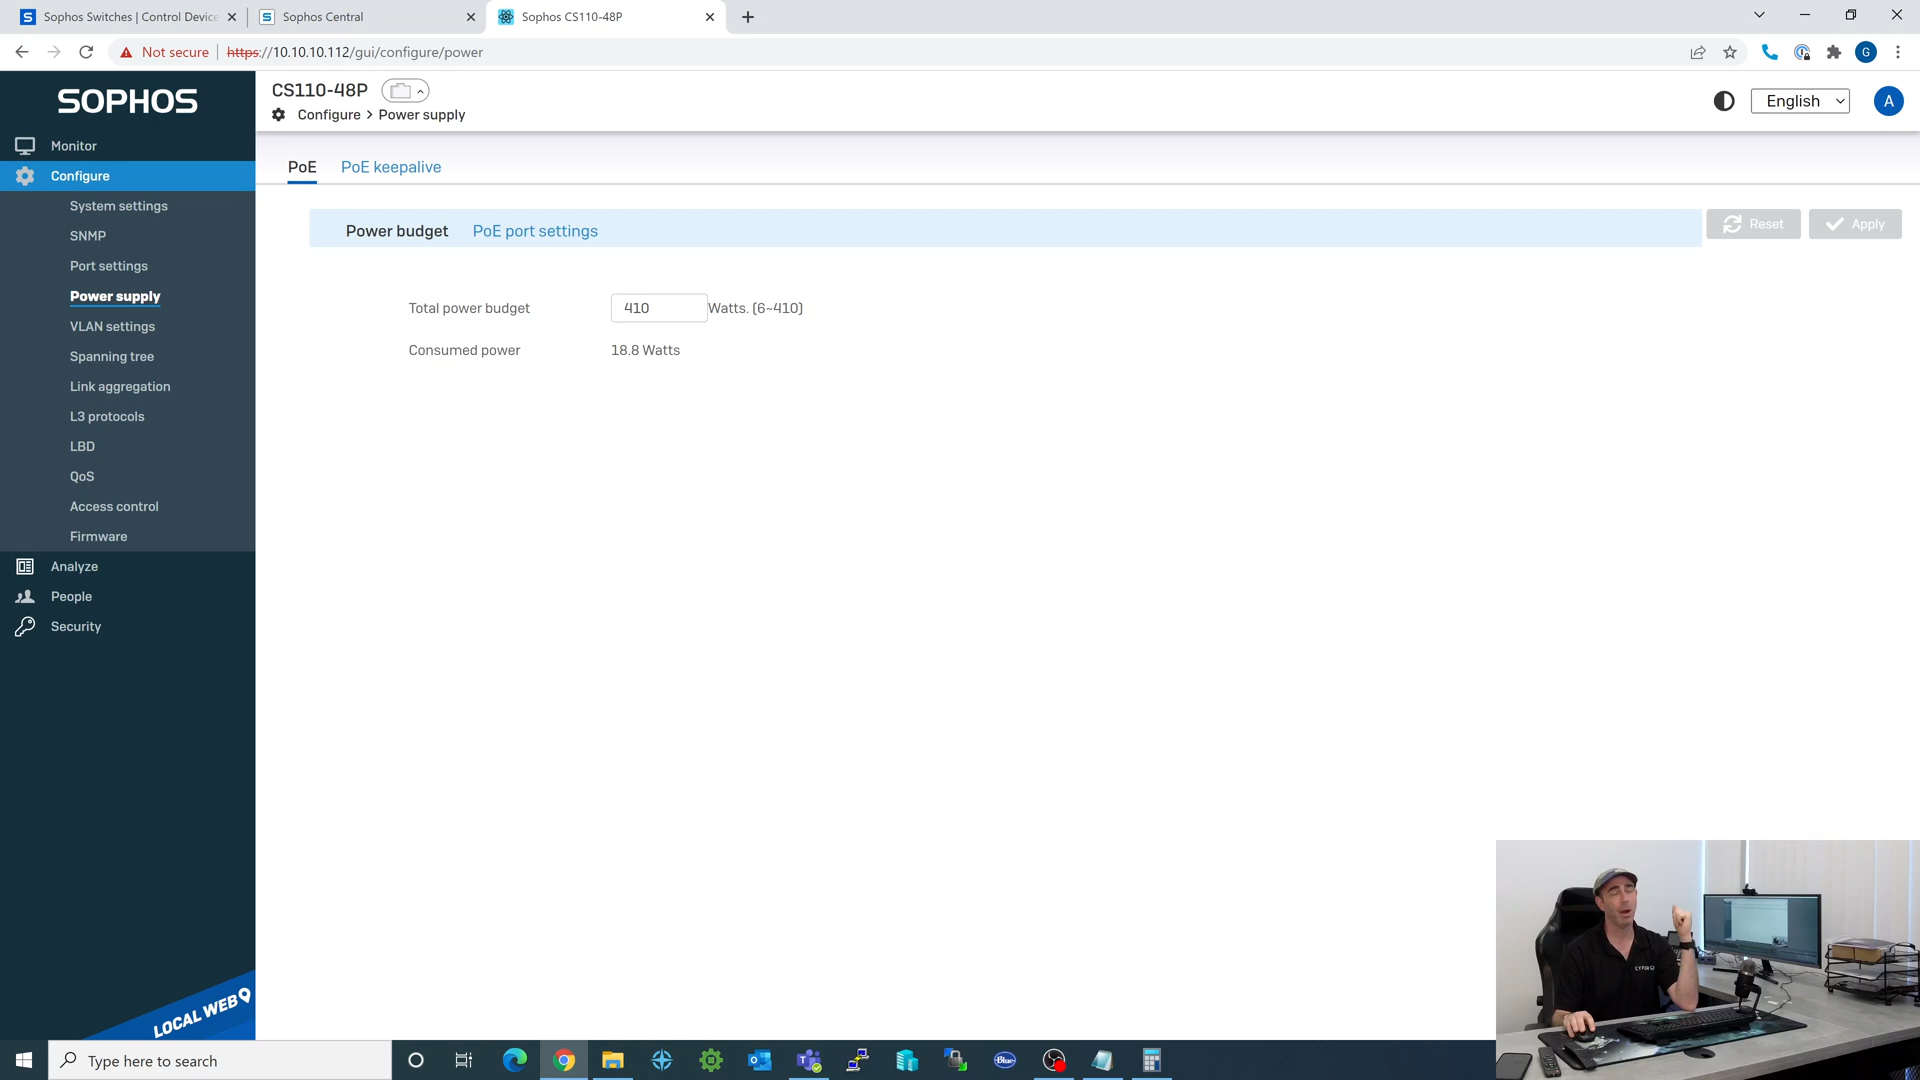 Sophos Switches | Control Device
Sophos Central
Sophos CS110-48P
Not secure
https://10.10.10.112/gui/configure/power
G
SOPHOS
CS110-48P
Configure > Power supply
English
A
Monitor
Configure
System settings
SNMP
Port settings
Power supply
VLAN settings
Spanning tree
Link aggregation
L3 protocols
LBD
QoS
Access control
Firmware
Analyze
People
Security
LOCAL WEB
PoE
PoE keepalive
Power budget
PoE port settings
Reset
Apply
Total power budget
410
Watts. (6~410)
Consumed power
18.8 Watts
Type here to search
Blue